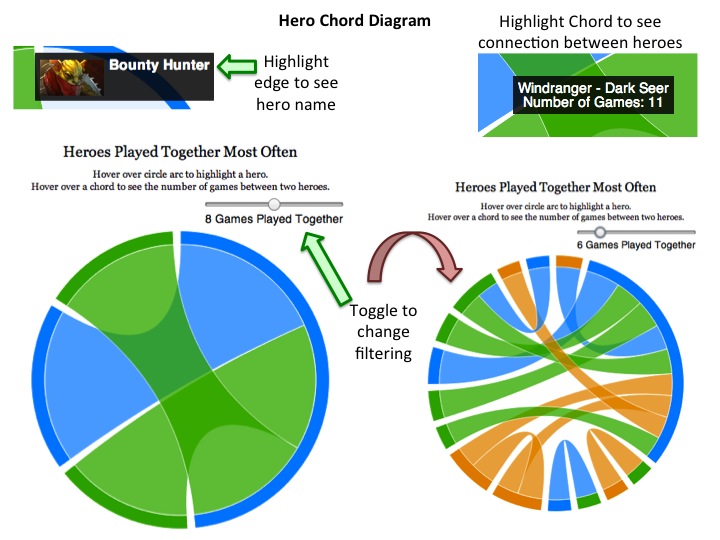 Hero Chord Diagram
Highlight Chord to see
connection between heroes
Bounty Hunter
Highlight
edge to see
hero name
Windranger - Dark Seer
Number of Games: 11
Heroes Played Together Most Often
Hover over circle arc to highlight a hero.
Hover over a chord to see the number of games between two heroes.
8 Games Played Together
Heroes Played Together Most Often
Hover over circle arc to highlight a hero.
Hover over a chord to see the number of games between two heroes.
6 Games Played Together
Toggle to
change
filtering